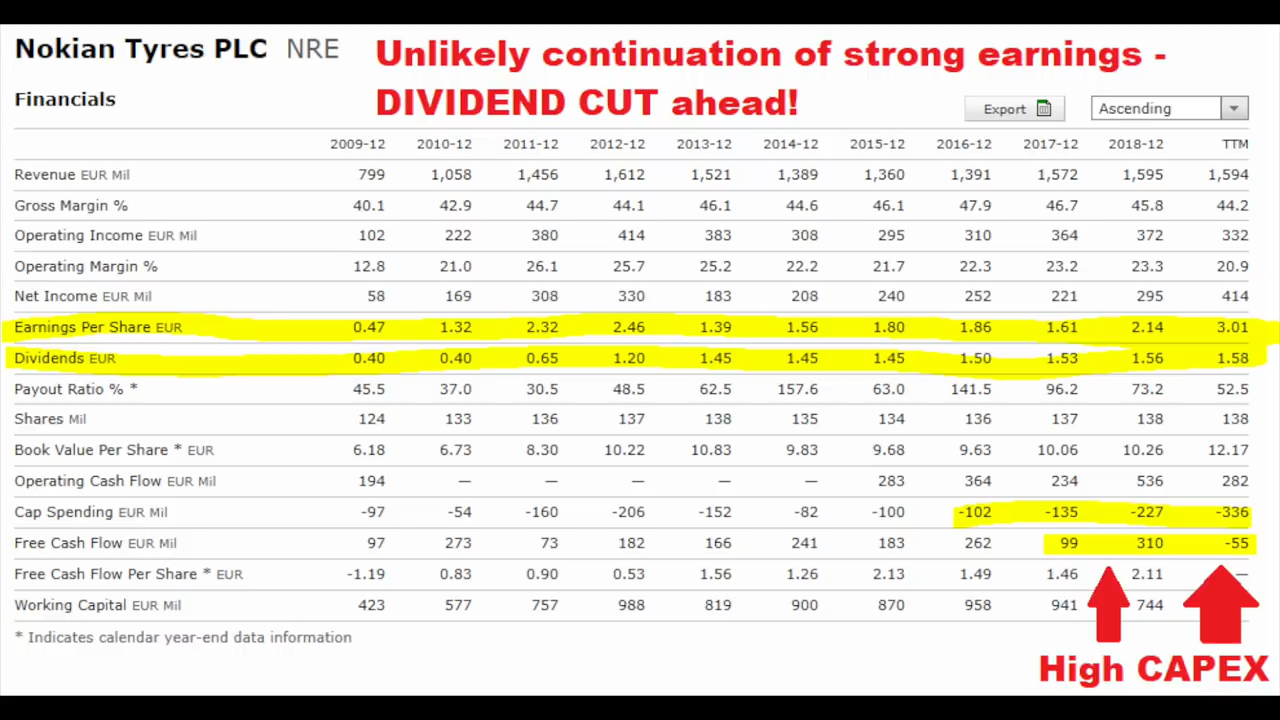 Nokian Tyres PLC NRE
Unlikely continuation of strong earnings -
DIVIDEND CUT ahead!
Financials
Export
Ascending
2009-12 2010-12 2011-12 2012-12 2013-12 2014-12 2015-12 2016-12 2017-12 2018-12 TTM
Revenue EUR Mil 799 1,058 1,456 1,612 1,521 1,389 1,360 1,391 1,572 1,595 1,594
Gross Margin % 40.1 42.9 44.7 44.1 46.1 44.6 46.1 47.9 46.7 45.8 44.2
Operating Income EUR Mil 102 222 380 414 383 308 295 310 364 372 332
Operating Margin % 12.8 21.0 26.1 25.7 25.2 22.2 21.7 22.3 23.2 23.3 20.9
Net Income EUR Mil 58 169 308 330 183 208 240 252 221 295 414
Earnings Per Share EUR 0.47 1.32 2.32 2.46 1.39 1.56 1.80 1.86 1.61 2.14 3.01
Dividends EUR 0.40 0.40 0.65 1.20 1.45 1.45 1.45 1.50 1.53 1.56 1.58
Payout Ratio % * 45.5 37.0 30.5 48.5 62.5 157.6 63.0 141.5 96.2 73.2 52.5
Shares Mil 124 133 136 137 138 135 134 136 137 138 138
Book Value Per Share * EUR 6.18 6.73 8.30 10.22 10.83 9.83 9.68 9.63 10.06 10.26 12.17
Operating Cash Flow EUR Mil 194 — — — — — 283 364 234 536 282
Cap Spending EUR Mil -97 -54 -160 -206 -152 -82 -100 -102 -135 -227 -336
Free Cash Flow EUR Mil 97 273 73 182 166 241 183 262 99 310 -55
Free Cash Flow Per Share * EUR -1.19 0.83 0.90 0.53 1.56 1.26 2.13 1.49 1.46 2.11 —
Working Capital EUR Mil 423 577 757 988 819 900 870 958 941 744
* Indicates calendar year-end data information
High CAPEX